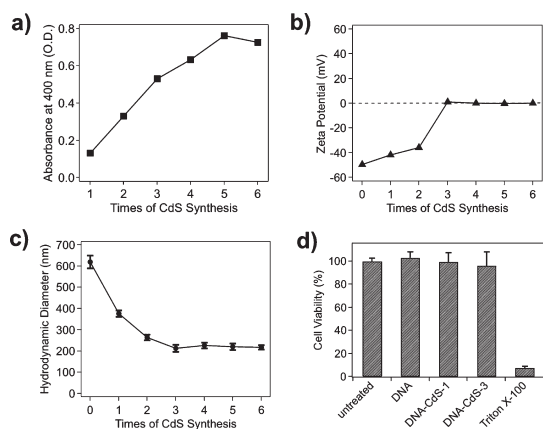 a)
Absorbance at 400 nm (O.D.)
0.8
0.6
0.4
0.2
0.0
1 2 3 4 5 6
Times of CdS Synthesis
b)
Zeta Potential (mV)
60
40
20
0
-20
-40
-60
0 1 2 3 4 5 6
Times of CdS Synthesis
c)
Hydrodynamic Diameter (nm)
700
600
500
400
300
200
100
0
0 1 2 3 4 5 6
Times of CdS Synthesis
d)
Cell Viability (%)
100
80
60
40
20
0
untreated
DNA
DNA-CdS-1
DNA-CdS-3
Triton X-100